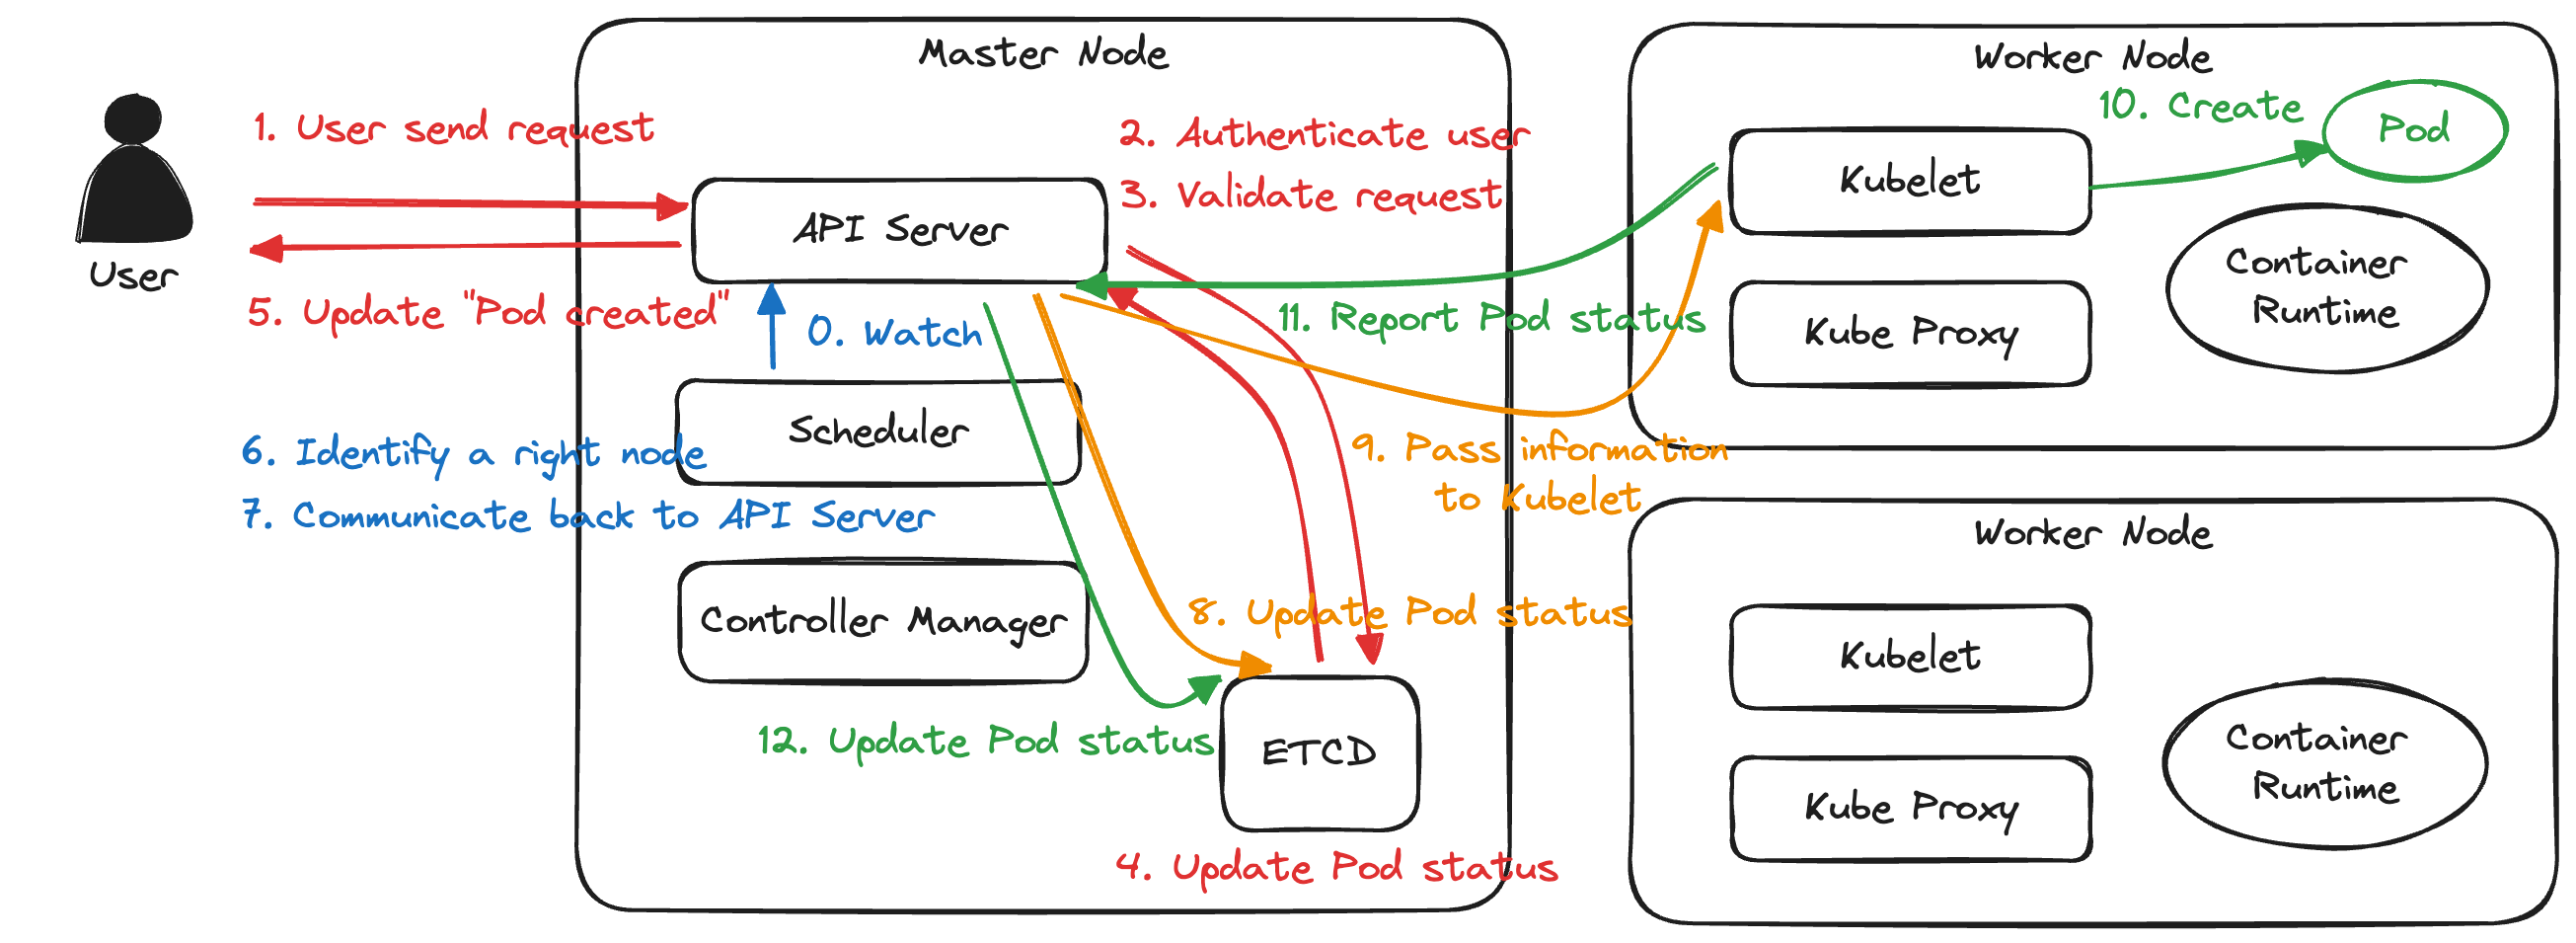 Master Node
Worker Node
1. User send request
2. Authenticate user
3. Validate request
10. Create
Pod
Kubelet
API Server
User
5. Update "Pod created"
0. Watch
11. Report Pod status
Container
Runtime
Kube Proxy
Scheduler
6. Identify a right node
7. Communicate back to API Server
9. Pass information
to Kubelet
Controller Manager
8. Update Pod status
12. Update Pod status
ETCD
4. Update Pod status
Worker Node
Kubelet
Container
Runtime
Kube Proxy